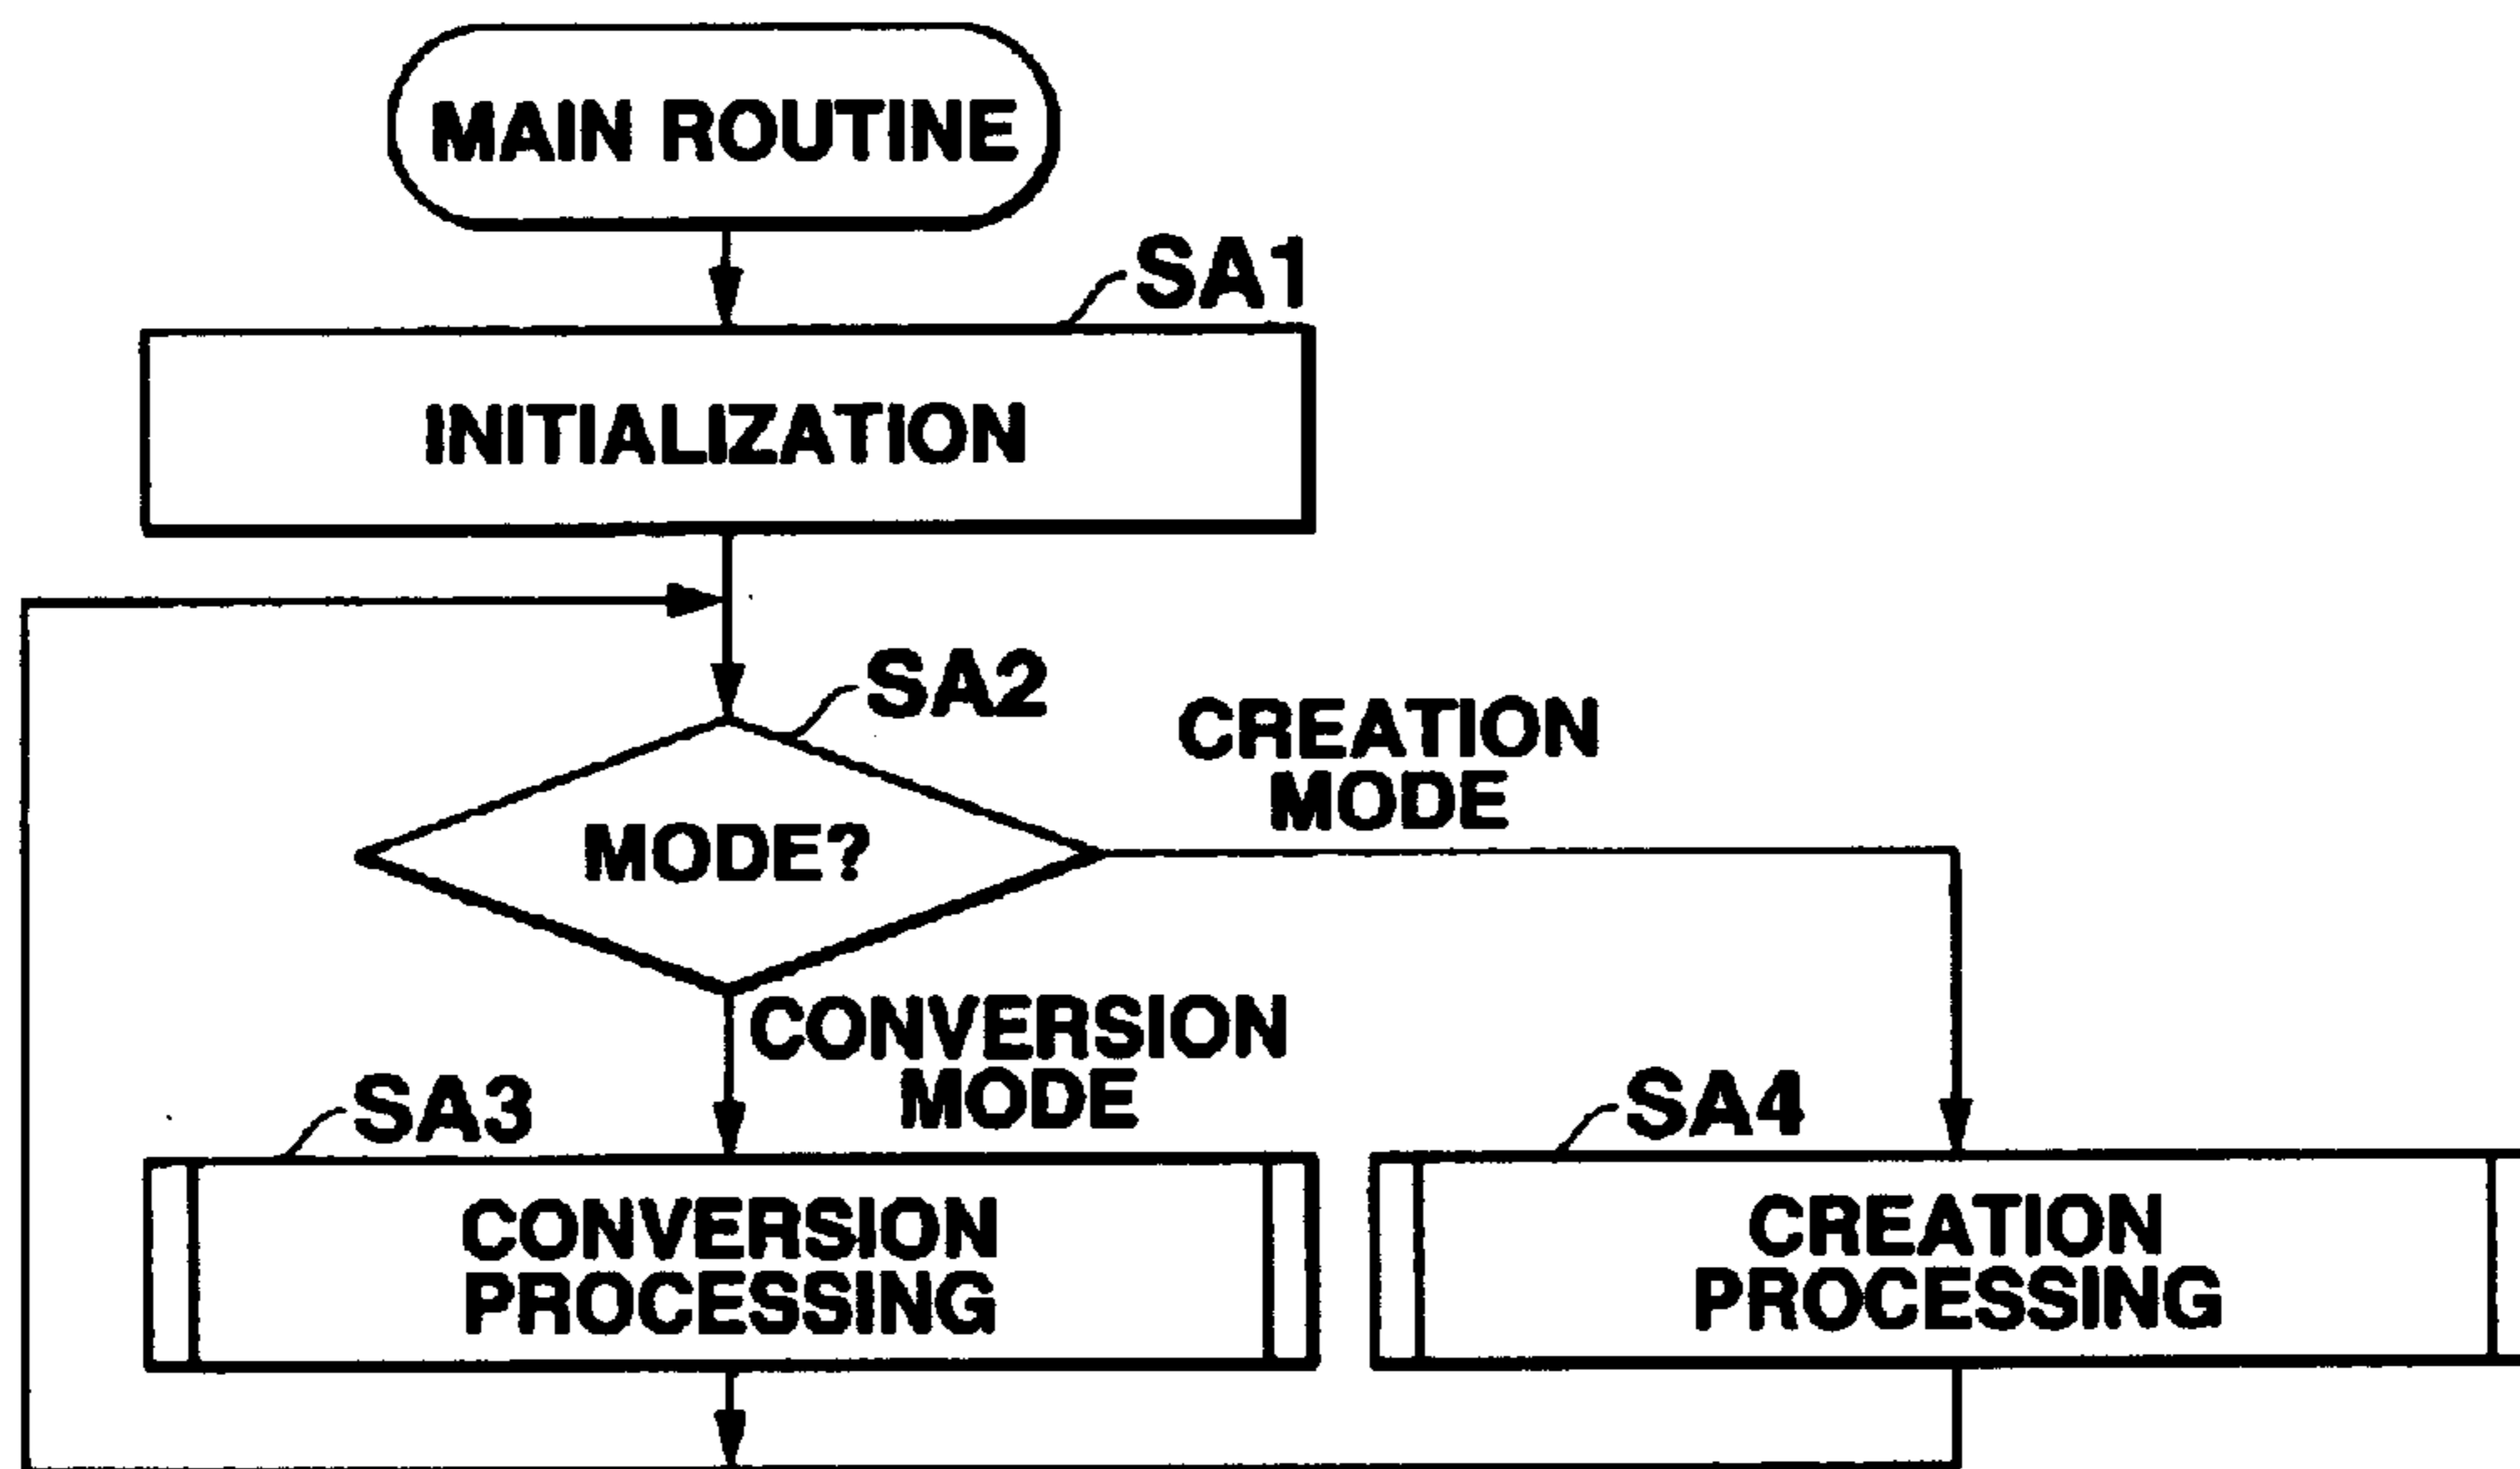 MAIN ROUTINE
SA1
INITIALIZATION
SA2
CREATION
MODE
MODE?
CONVERSION
MODE
SA3
SA4
CONVERSION
PROCESSING
CREATION
PROCESSING